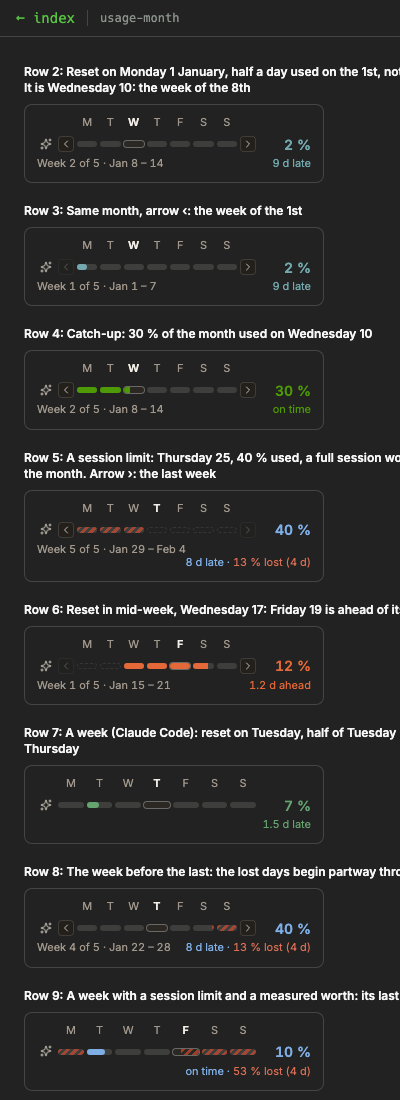 ← index usage-month
Row 2: Reset on Monday 1 January, half a day used on the 1st, not
It is Wednesday 10: the week of the 8th
M T W T F S S
2 %
Week 2 of 5 · Jan 8 – 14 9 d late
Row 3: Same month, arrow ‹: the week of the 1st
M T W T F S S
2 %
Week 1 of 5 · Jan 1 – 7 9 d late
Row 4: Catch-up: 30 % of the month used on Wednesday 10
M T W T F S S
30 %
Week 2 of 5 · Jan 8 – 14 on time
Row 5: A session limit: Thursday 25, 40 % used, a full session wo
the month. Arrow ›: the last week
M T W T F S S
40 %
Week 5 of 5 · Jan 29 – Feb 4
8 d late · 13 % lost (4 d)
Row 6: Reset in mid-week, Wednesday 17: Friday 19 is ahead of it
M T W T F S S
12 %
Week 1 of 5 · Jan 15 – 21 1.2 d ahead
Row 7: A week (Claude Code): reset on Tuesday, half of Tuesday
Thursday
M T W T F S S
7 %
1.5 d late
Row 8: The week before the last: the lost days begin partway thro
M T W T F S S
40 %
Week 4 of 5 · Jan 22 – 28 8 d late · 13 % lost (4 d)
Row 9: A week with a session limit and a measured worth: its last
M T W T F S S
10 %
on time · 53 % lost (4 d)